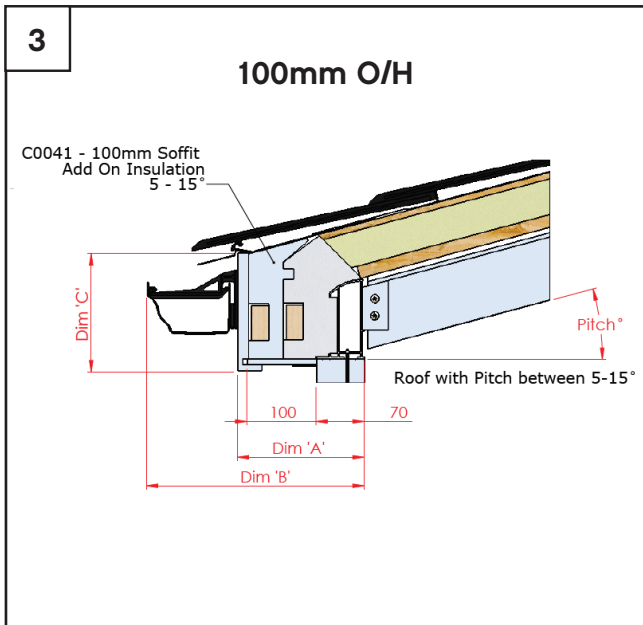 3
100mm O/H
C0041 - 100mm Soffit
Add On Insulation
5 - 15°
Dim 'C'
Pitch°
Roof with Pitch between 5-15°
100
70
Dim 'A'
Dim 'B'